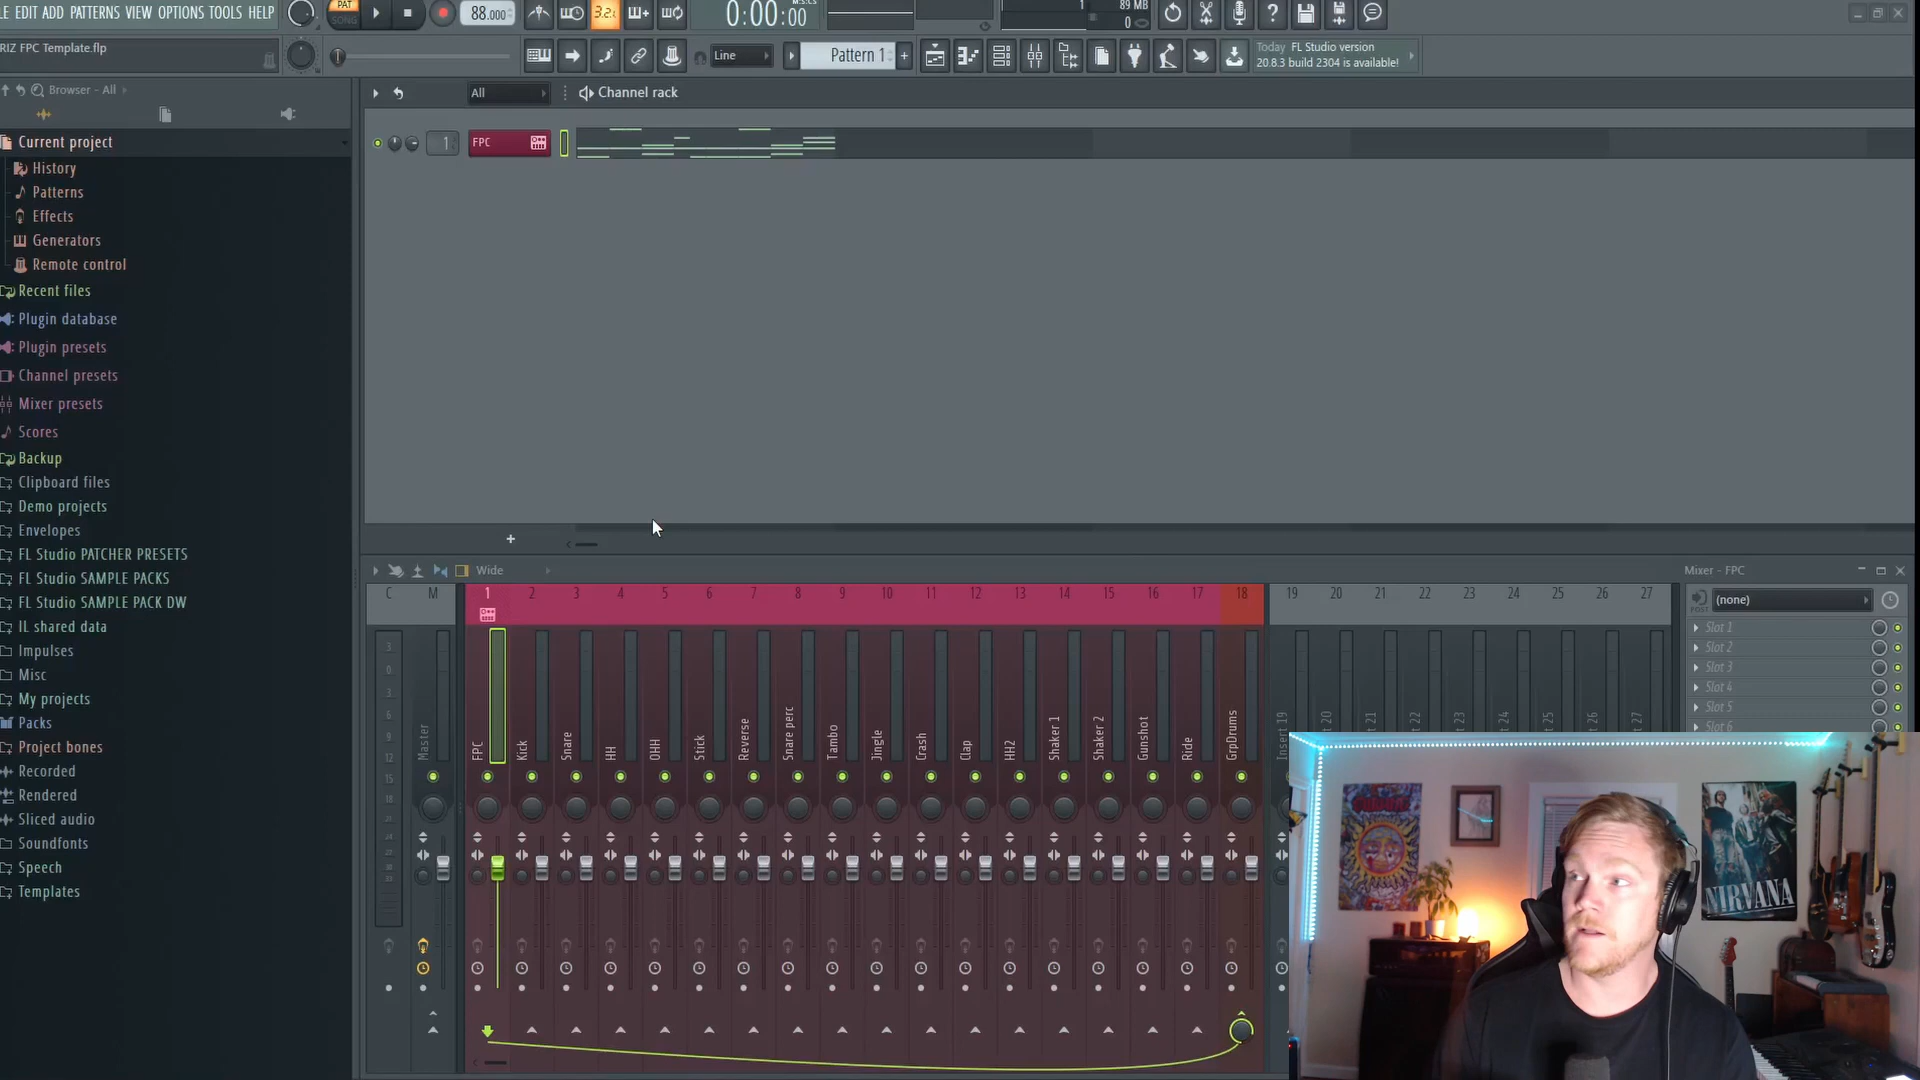 LE EDIT ADD PATTERNS VIEW OPTIONS TOOLS HELP
PAT
SONG
88.000
3.2.
0:00:00
M:S:CS
1
89 MB
0
RIZ FPC Template.flp
Line
Pattern 1
+
Today FL Studio version
20.8.3 build 2304 is available!
Browser - All
All
Channel rack
Current project
History
Patterns
Effects
Generators
Remote control
Recent files
Plugin database
Plugin presets
Channel presets
Mixer presets
Scores
Backup
Clipboard files
Demo projects
Envelopes
FL Studio PATCHER PRESETS
FL Studio SAMPLE PACKS
FL Studio SAMPLE PACK DW
IL shared data
Impulses
Misc
My projects
Packs
Project bones
Recorded
Rendered
Sliced audio
Soundfonts
Speech
Templates
1 FPC
+
Wide
C M 1 2 3 4 5 6 7 8 9 10 11 12 13 14 15 16 17 18 19 20 21 22 23 24 25 26 27
Master FPC Kick Snare HH OHH Stick Reverse Snare perc Tambo Jingle Crash Clap HH2 Shaker 1 Shaker 2 Gunshot Ride GrpDrums Insert 19
Mixer - FPC
POST
(none)
Slot 1
Slot 2
Slot 3
Slot 4
Slot 5
Slot 6
NIRVANA